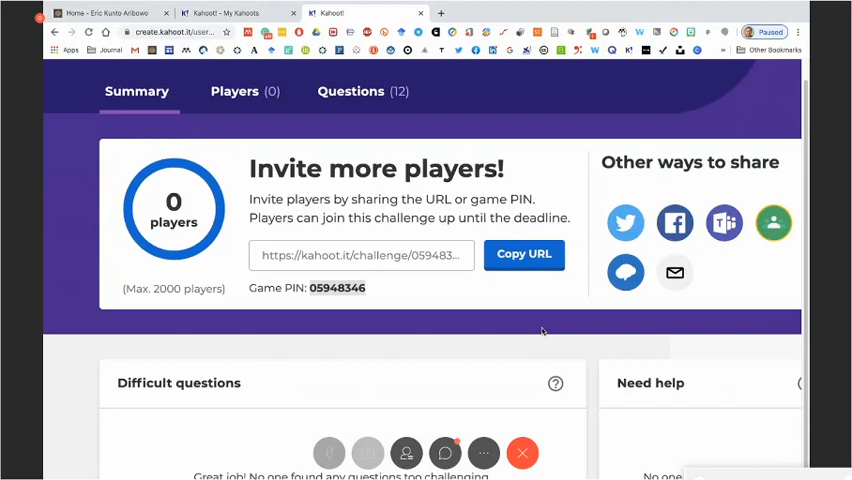 Home - Eric Kunto Aribowo
Kahoot! - My Kahoots
Kahoot!
create.kahoot.it/user...
Paused
Apps
Journal
Other Bookmarks
Summary
Players (0)
Questions (12)
0
players
(Max. 2000 players)
Invite more players!
Invite players by sharing the URL or game PIN.
Players can join this challenge up until the deadline.
https://kahoot.it/challenge/059483...
Copy URL
Game PIN: 05948346
Other ways to share
Difficult questions
Need help
Great job! No one found any questions too challenging.
No one